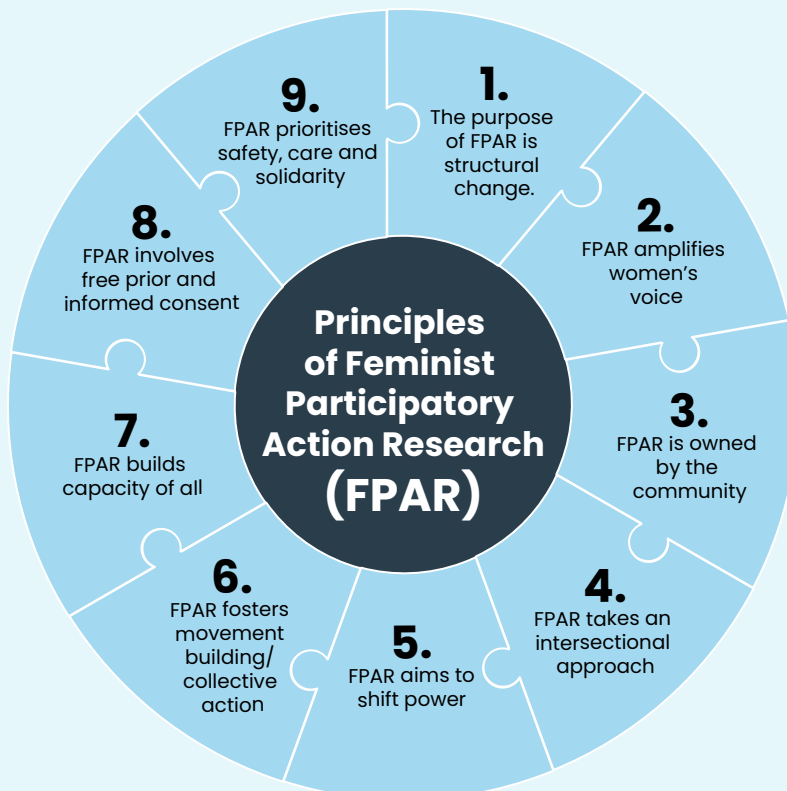 Principles
of Feminist
Participatory
Action Research
(FPAR)
1.
The purpose
of FPAR is
structural
change.
2.
FPAR amplifies
women's
voice
3.
FPAR is owned
by the
community
4.
FPAR takes an
intersectional
approach
5.
FPAR aims to
shift power
6.
FPAR fosters
movement
building/
collective
action
7.
FPAR builds
capacity of all
8.
FPAR involves
free prior and
informed consent
9.
FPAR prioritises
safety, care and
solidarity